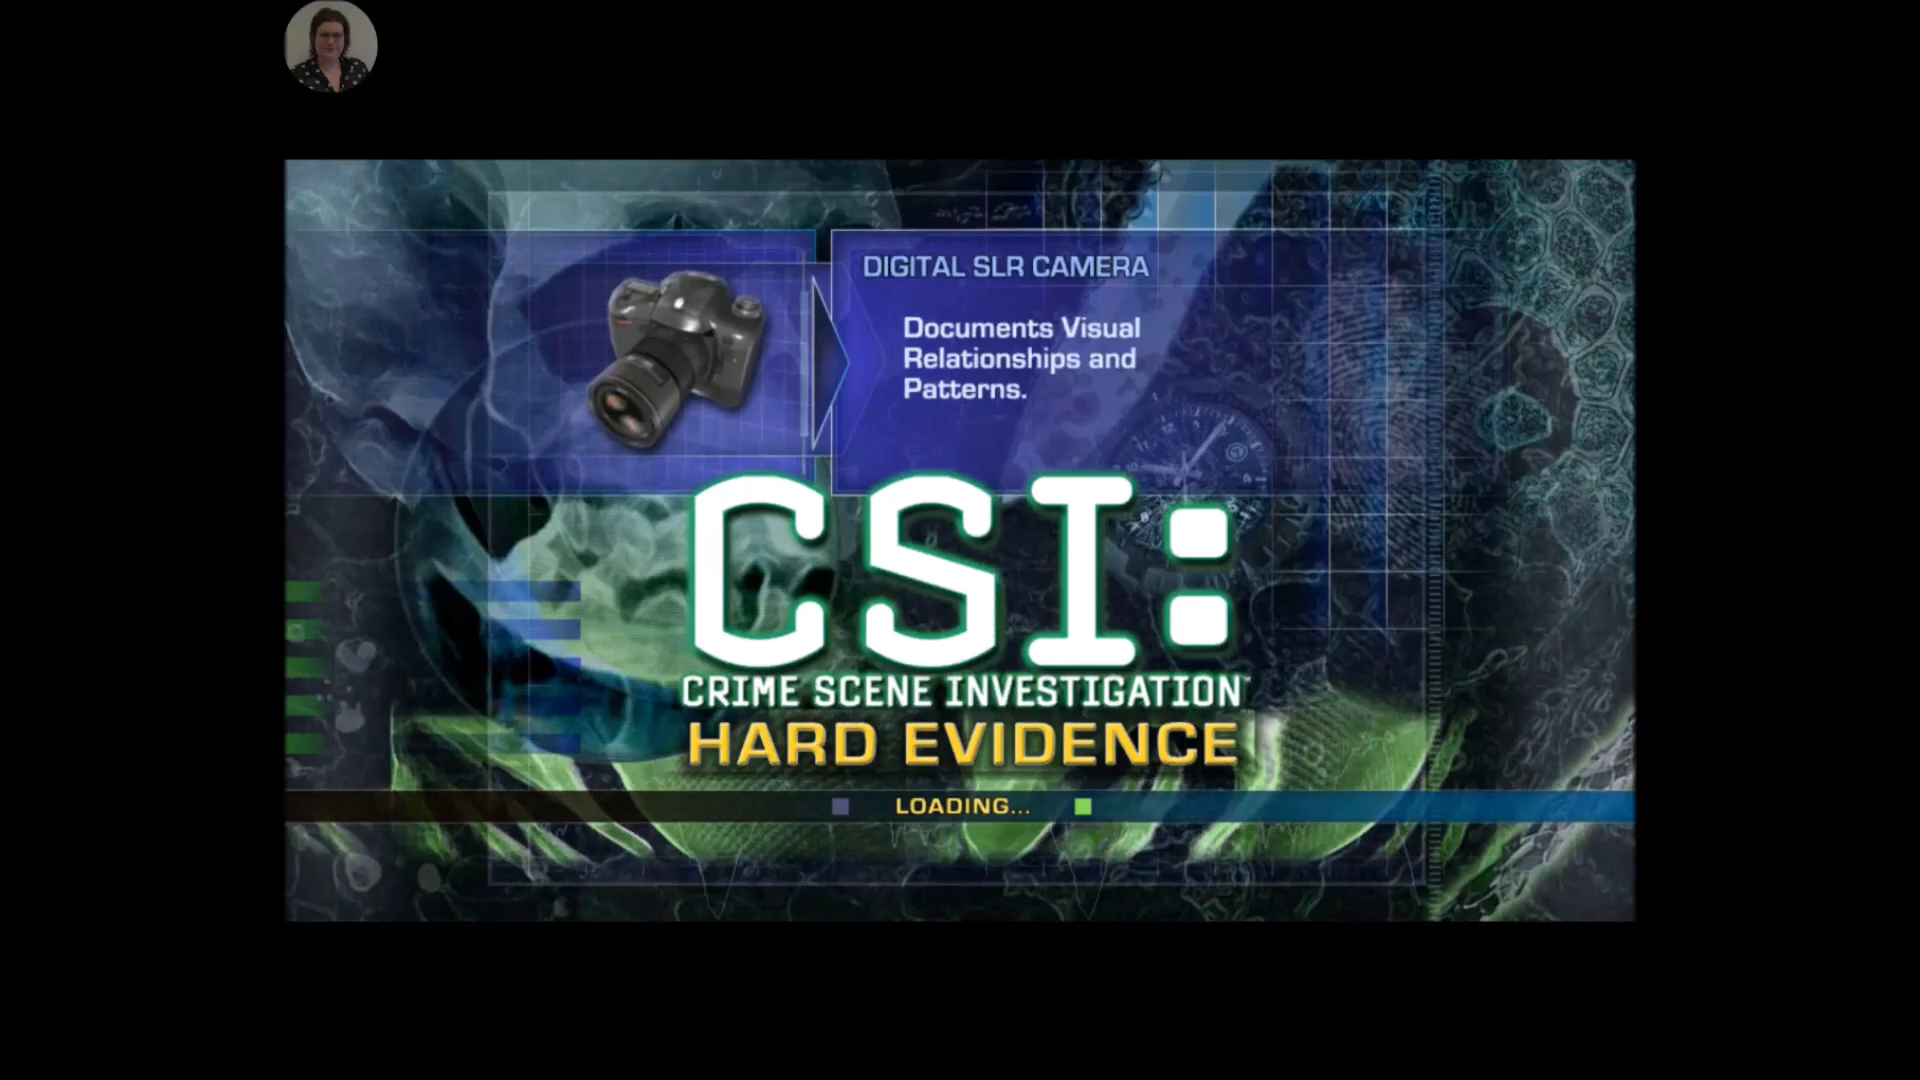 DIGITAL SLR CAMERA
Documents Visual
Relationships and
Patterns.
CSI:
CRIME SCENE INVESTIGATION
HARD EVIDENCE
LOADING...